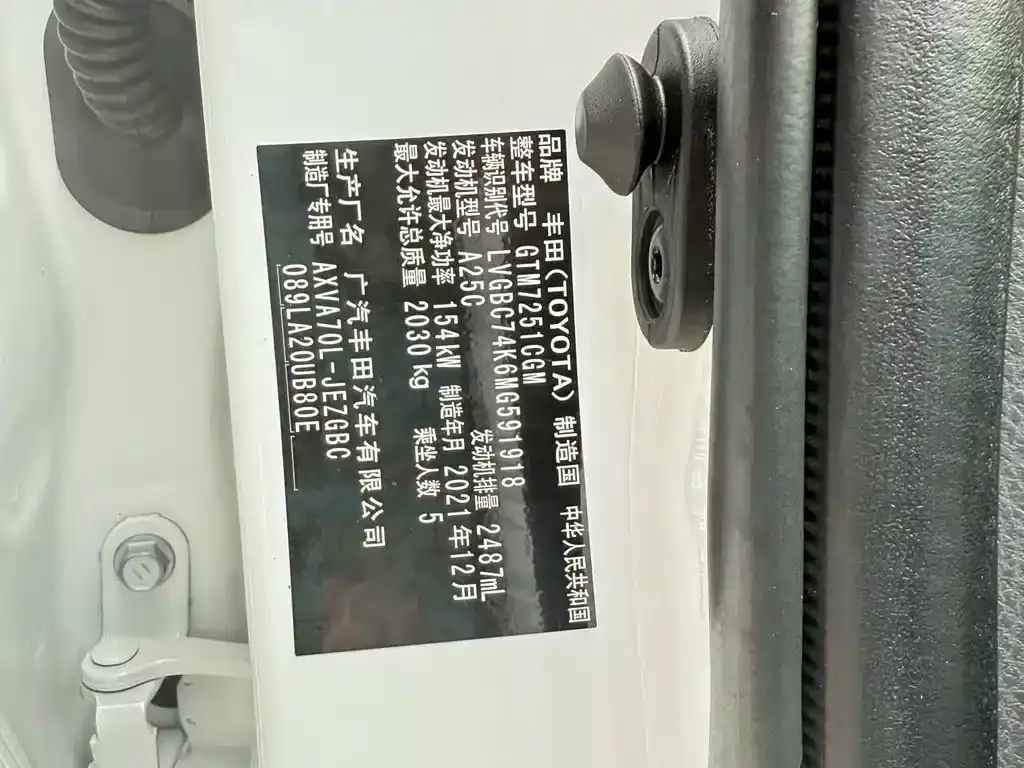 品牌 丰田(TOYOTA) 制造国 中华人民共和国
整车型号 GTM7251CGM
车辆识别代号 LVGBC74K6MG591918
发动机型号 A25C 发动机排量 2487mL
发动机最大净功率 154kW 制造年月 2021年12月
最大允许总质量 2030kg 乘坐人数 5
生产厂名 广汽丰田汽车有限公司
制造厂专用号 AXVA70L-JEZGBC
089LA20UB80E